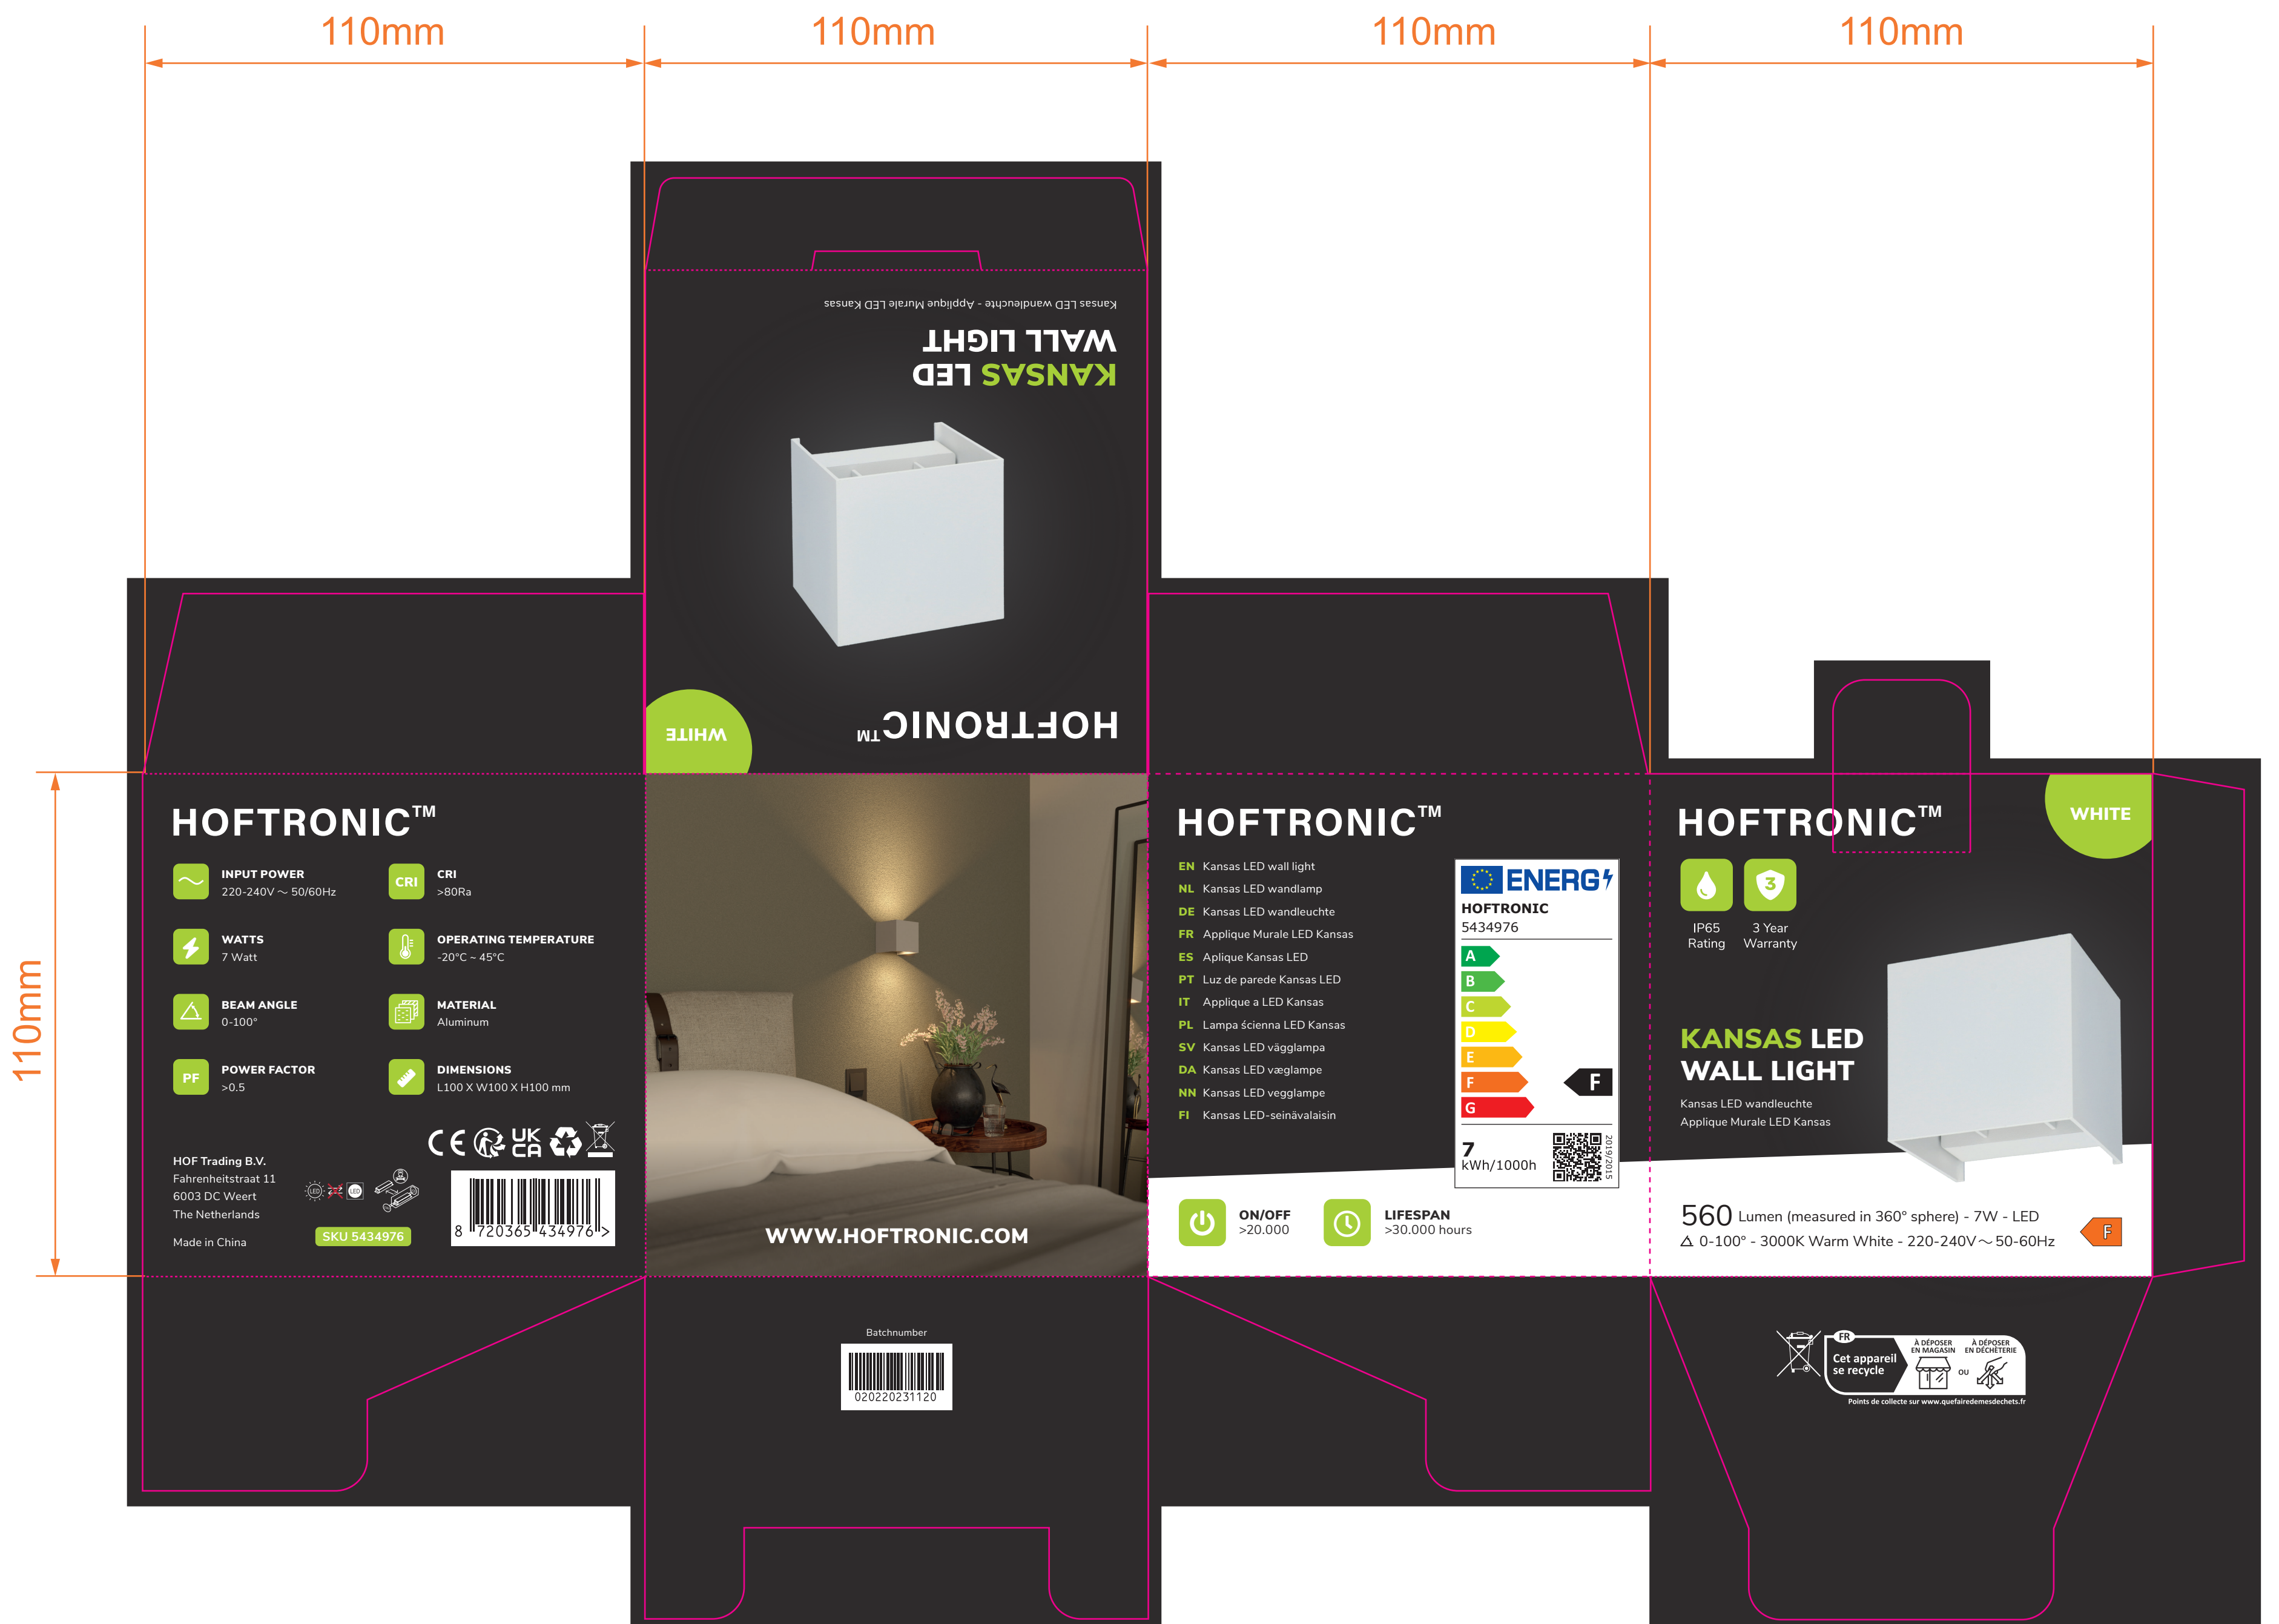 110mm
110mm
110mm
110mm
110mm
KANSAS LED
WALL LIGHT
Kansas LED wandleuchte - Applique Murale LED Kansas
HOFTRONIC™
WHITE
HOFTRONIC™
INPUT POWER
220-240V ～ 50/60Hz
WATTS
7 Watt
BEAM ANGLE
0-100°
PF
POWER FACTOR
>0.5
CRI
CRI
>80Ra
OPERATING TEMPERATURE
-20°C ~ 45°C
MATERIAL
Aluminum
DIMENSIONS
L100 X W100 X H100 mm
CE
UK
CA
HOF Trading B.V.
Fahrenheitstraat 11
6003 DC Weert
The Netherlands
Made in China
LED
LED
SKU 5434976
8 720365 434976 >
WWW.HOFTRONIC.COM
HOFTRONIC™
EN Kansas LED wall light
NL Kansas LED wandlamp
DE Kansas LED wandleuchte
FR Applique Murale LED Kansas
ES Aplique Kansas LED
PT Luz de parede Kansas LED
IT Applique a LED Kansas
PL Lampa ścienna LED Kansas
SV Kansas LED vägglampa
DA Kansas LED væglampe
NN Kansas LED vegglampe
FI Kansas LED-seinävalaisin
ENERG
HOFTRONIC
5434976
A
B
C
D
E
F
G
F
7
kWh/1000h
2019/2015
ON/OFF
>20.000
LIFESPAN
>30.000 hours
HOFTRONIC™
WHITE
3
IP65
Rating
3 Year
Warranty
KANSAS LED
WALL LIGHT
Kansas LED wandleuchte
Applique Murale LED Kansas
560 Lumen (measured in 360° sphere) - 7W - LED
0-100° - 3000K Warm White - 220-240V～50-60Hz
F
Batchnumber
020220231120
FR
Cet appareil
se recycle
À DÉPOSER
EN MAGASIN
OU
À DÉPOSER
EN DÉCHÈTERIE
Points de collecte sur www.quefairedemesdechets.fr